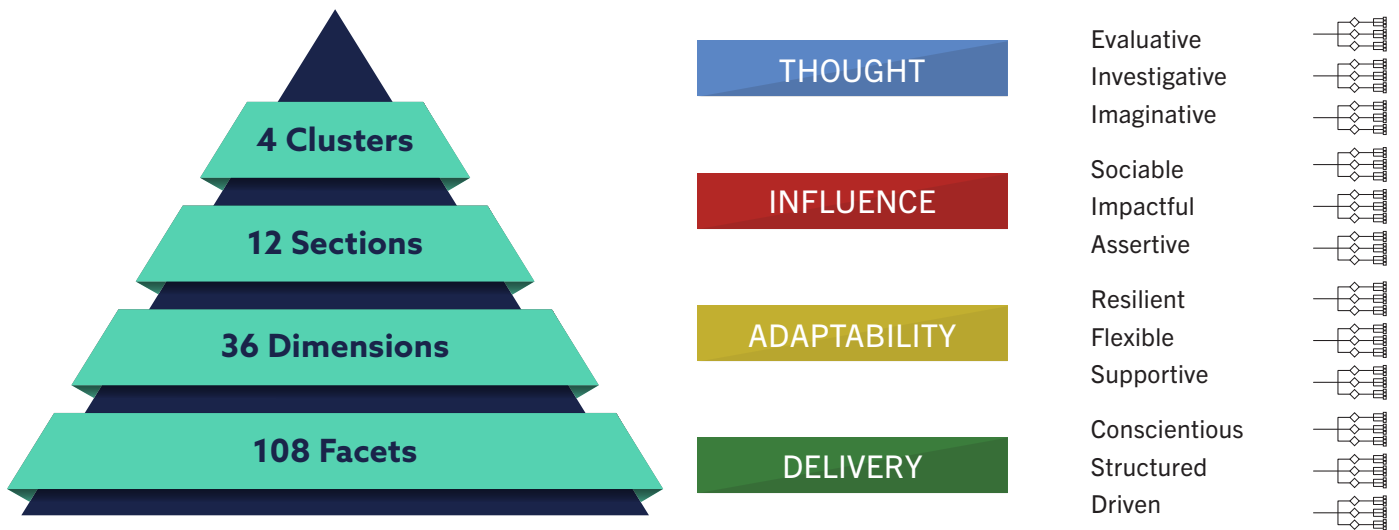 4 Clusters
12 Sections
36 Dimensions
108 Facets
THOUGHT
Evaluative
Investigative
Imaginative
INFLUENCE
Sociable
Impactful
Assertive
ADAPTABILITY
Resilient
Flexible
Supportive
DELIVERY
Conscientious
Structured
Driven